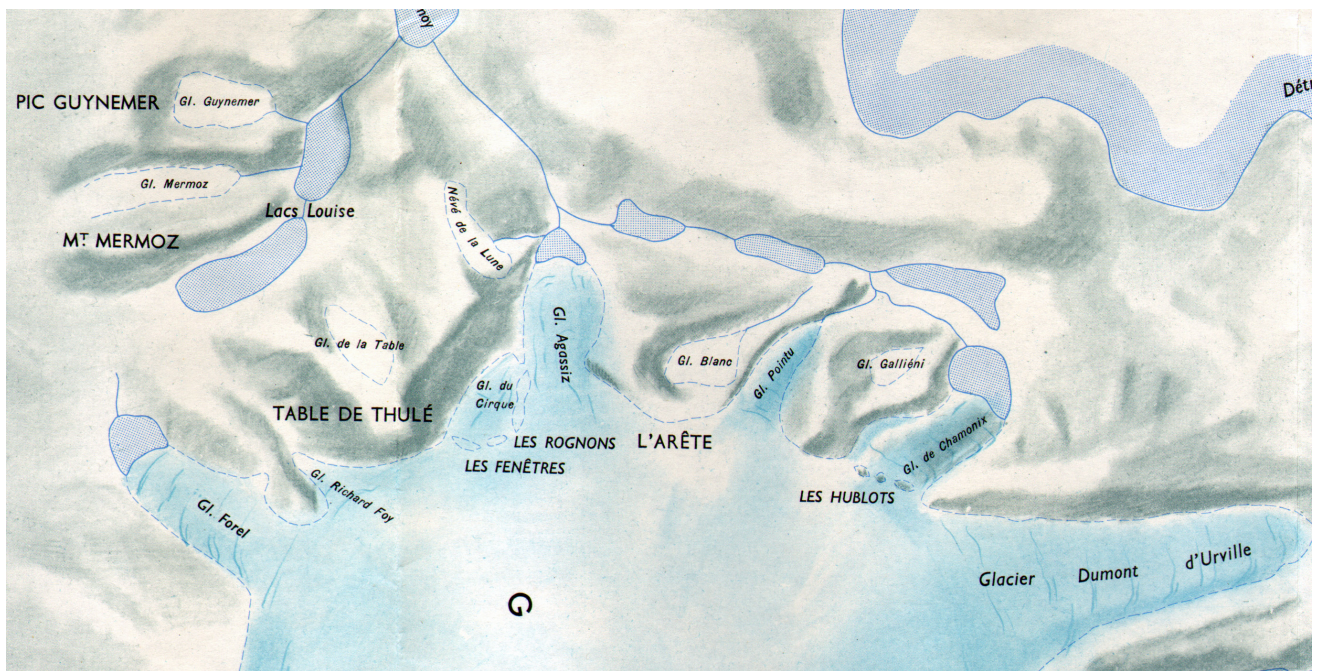 noy
Détr
PIC GUYNEMER
Gl. Guynemer
Gl. Mermoz
Lacs Louise
MT MERMOZ
Névé de la Lune
Gl. Agassiz
Gl. de la Table
Gl. Blanc
Gl. Pointu
Gl. Galliéni
Gl. du
Cirque
TABLE DE THULÉ
LES ROGNONS
L'ARÊTE
LES FENÊTRES
Gl. de Chamonix
LES HUBLOTS
Gl. Richard Foy
Gl. Forel
Glacier Dumont d'Urville
G